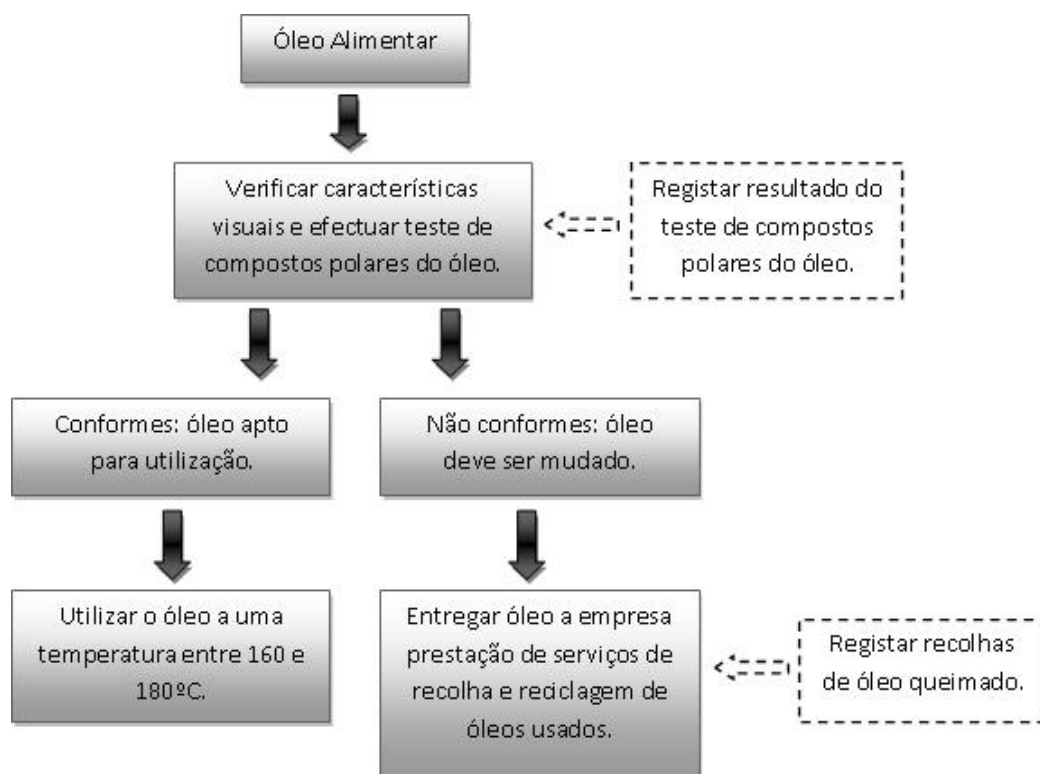 Óleo Alimentar
Verificar características
visuais e efectuar teste de
compostos polares do óleo.
Registar resultado do
teste de compostos
polares do óleo.
Conformes: óleo apto
para utilização.
Não conformes: óleo
deve ser mudado.
Utilizar o óleo a uma
temperatura entre 160 e
180ºC.
Entregar óleo a empresa
prestação de serviços de
recolha e reciclagem de
óleos usados.
Registar recolhas
de óleo queimado.